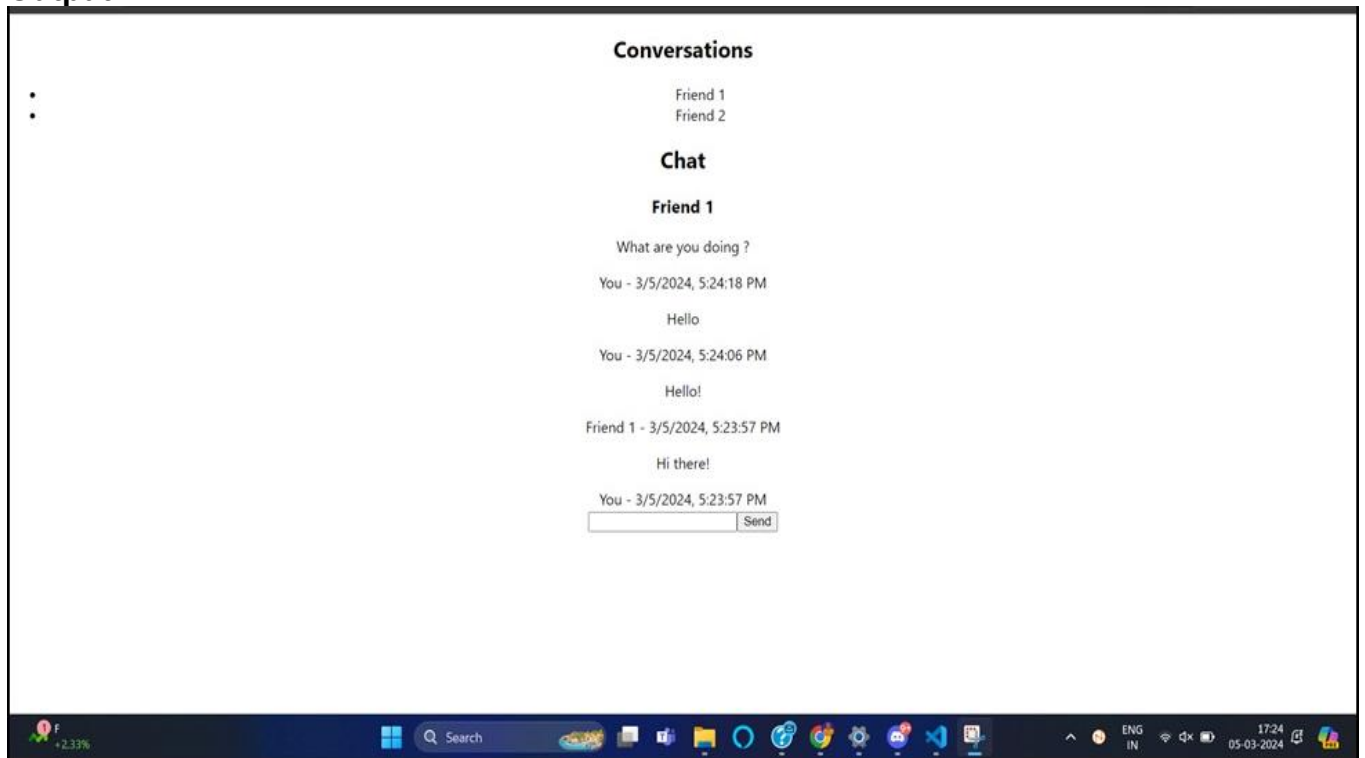 Conversations
• Friend 1
• Friend 2
Chat
Friend 1
What are you doing ?
You - 3/5/2024, 5:24:18 PM
Hello
You - 3/5/2024, 5:24:06 PM
Hello!
Friend 1 - 3/5/2024, 5:23:57 PM
Hi there!
You - 3/5/2024, 5:23:57 PM
Send
1
F
+2.33%
Search
ENG
IN
17:24
05-03-2024